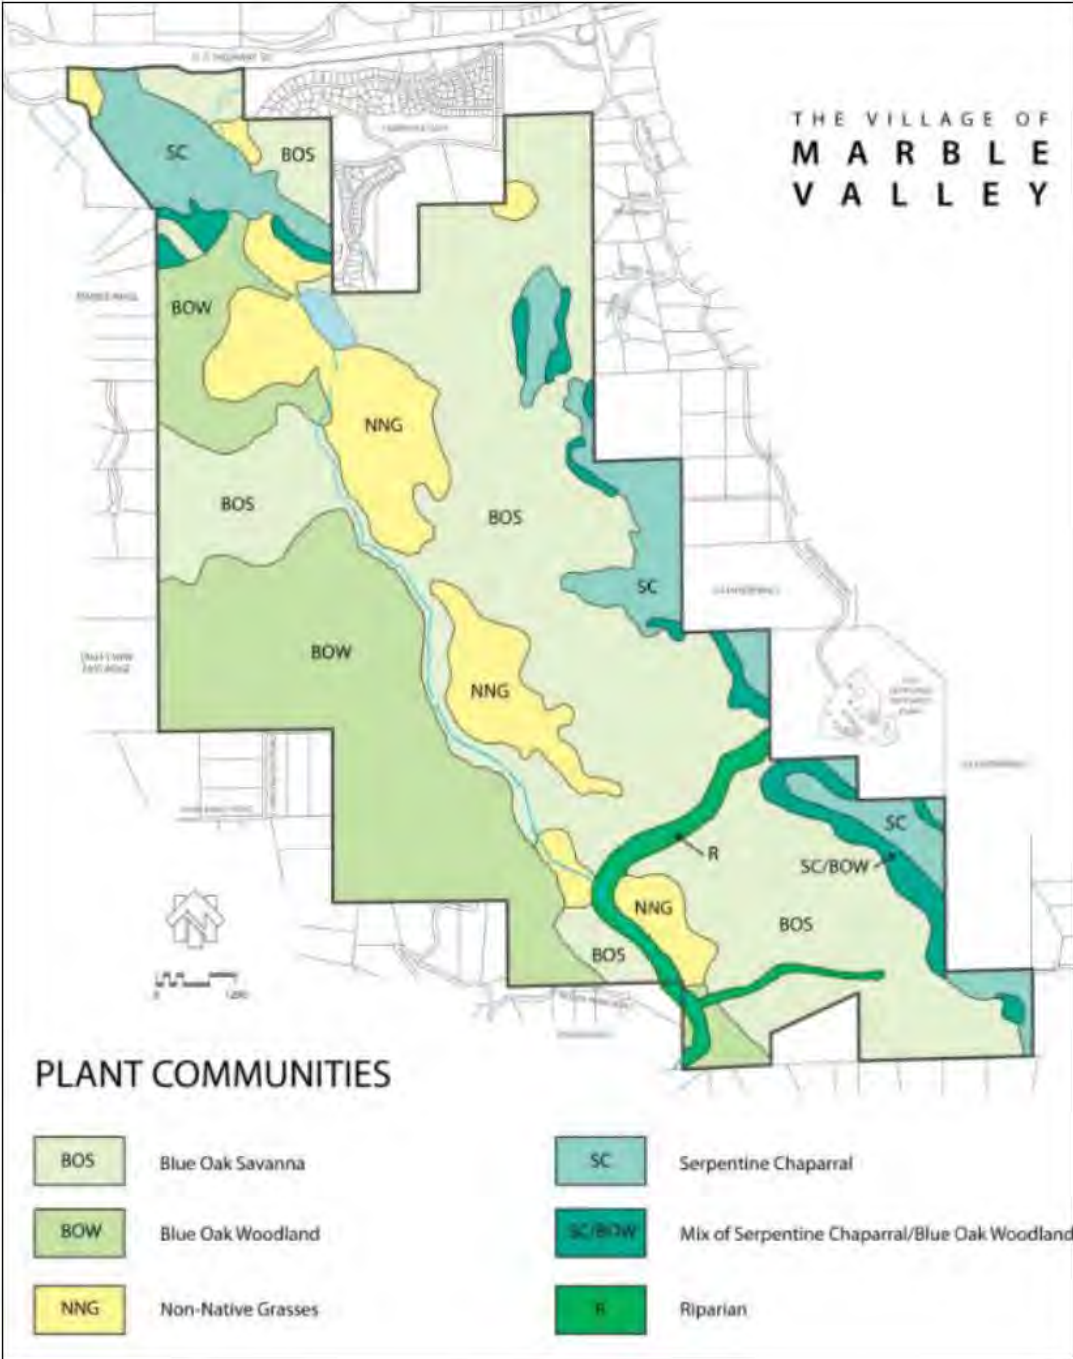 THE VILLAGE OF
MARBLE
VALLEY
SC
BOS
BOW
NNG
BOS
BOS
SC
BOW
NNG
R
SC
SC/BOW
NNG
BOS
BOS
0
PLANT COMMUNITIES
BOS Blue Oak Savanna
SC Serpentine Chaparral
BOW Blue Oak Woodland
SC/BOW Mix of Serpentine Chaparral/Blue Oak Woodland
NNG Non-Native Grasses
R Riparian